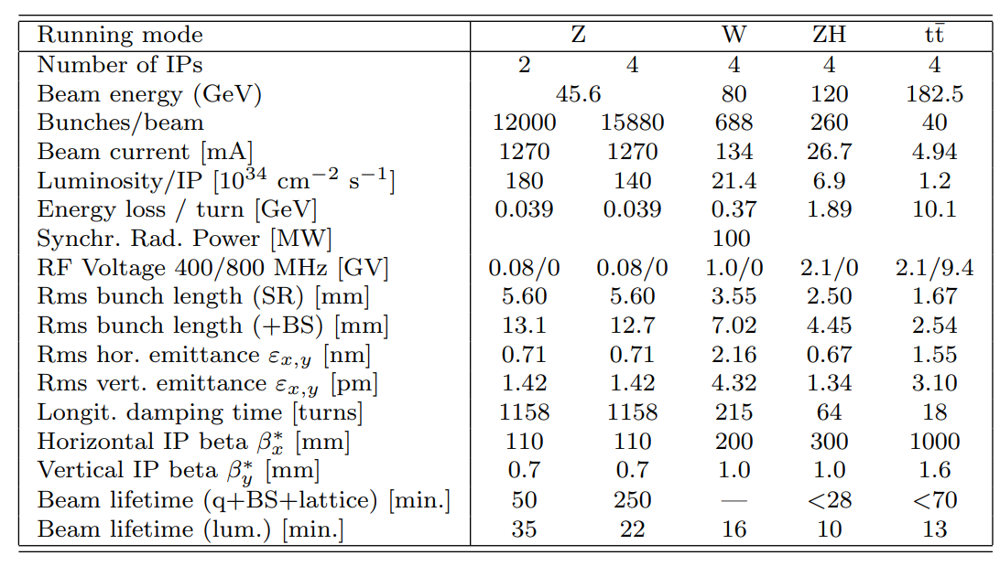 Running mode Z W ZH tt̄
Number of IPs 2 4 4 4 4
Beam energy (GeV) 45.6 80 120 182.5
Bunches/beam 12000 15880 688 260 40
Beam current [mA] 1270 1270 134 26.7 4.94
Luminosity/IP [10³⁴ cm⁻² s⁻¹] 180 140 21.4 6.9 1.2
Energy loss / turn [GeV] 0.039 0.039 0.37 1.89 10.1
Synchr. Rad. Power [MW] 100
RF Voltage 400/800 MHz [GV] 0.08/0 0.08/0 1.0/0 2.1/0 2.1/9.4
Rms bunch length (SR) [mm] 5.60 5.60 3.55 2.50 1.67
Rms bunch length (+BS) [mm] 13.1 12.7 7.02 4.45 2.54
Rms hor. emittance ε_{x,y} [nm] 0.71 0.71 2.16 0.67 1.55
Rms vert. emittance ε_{x,y} [pm] 1.42 1.42 4.32 1.34 3.10
Longit. damping time [turns] 1158 1158 215 64 18
Horizontal IP beta β*_x [mm] 110 110 200 300 1000
Vertical IP beta β*_y [mm] 0.7 0.7 1.0 1.0 1.6
Beam lifetime (q+BS+lattice) [min.] 50 250 — <28 <70
Beam lifetime (lum.) [min.] 35 22 16 10 13